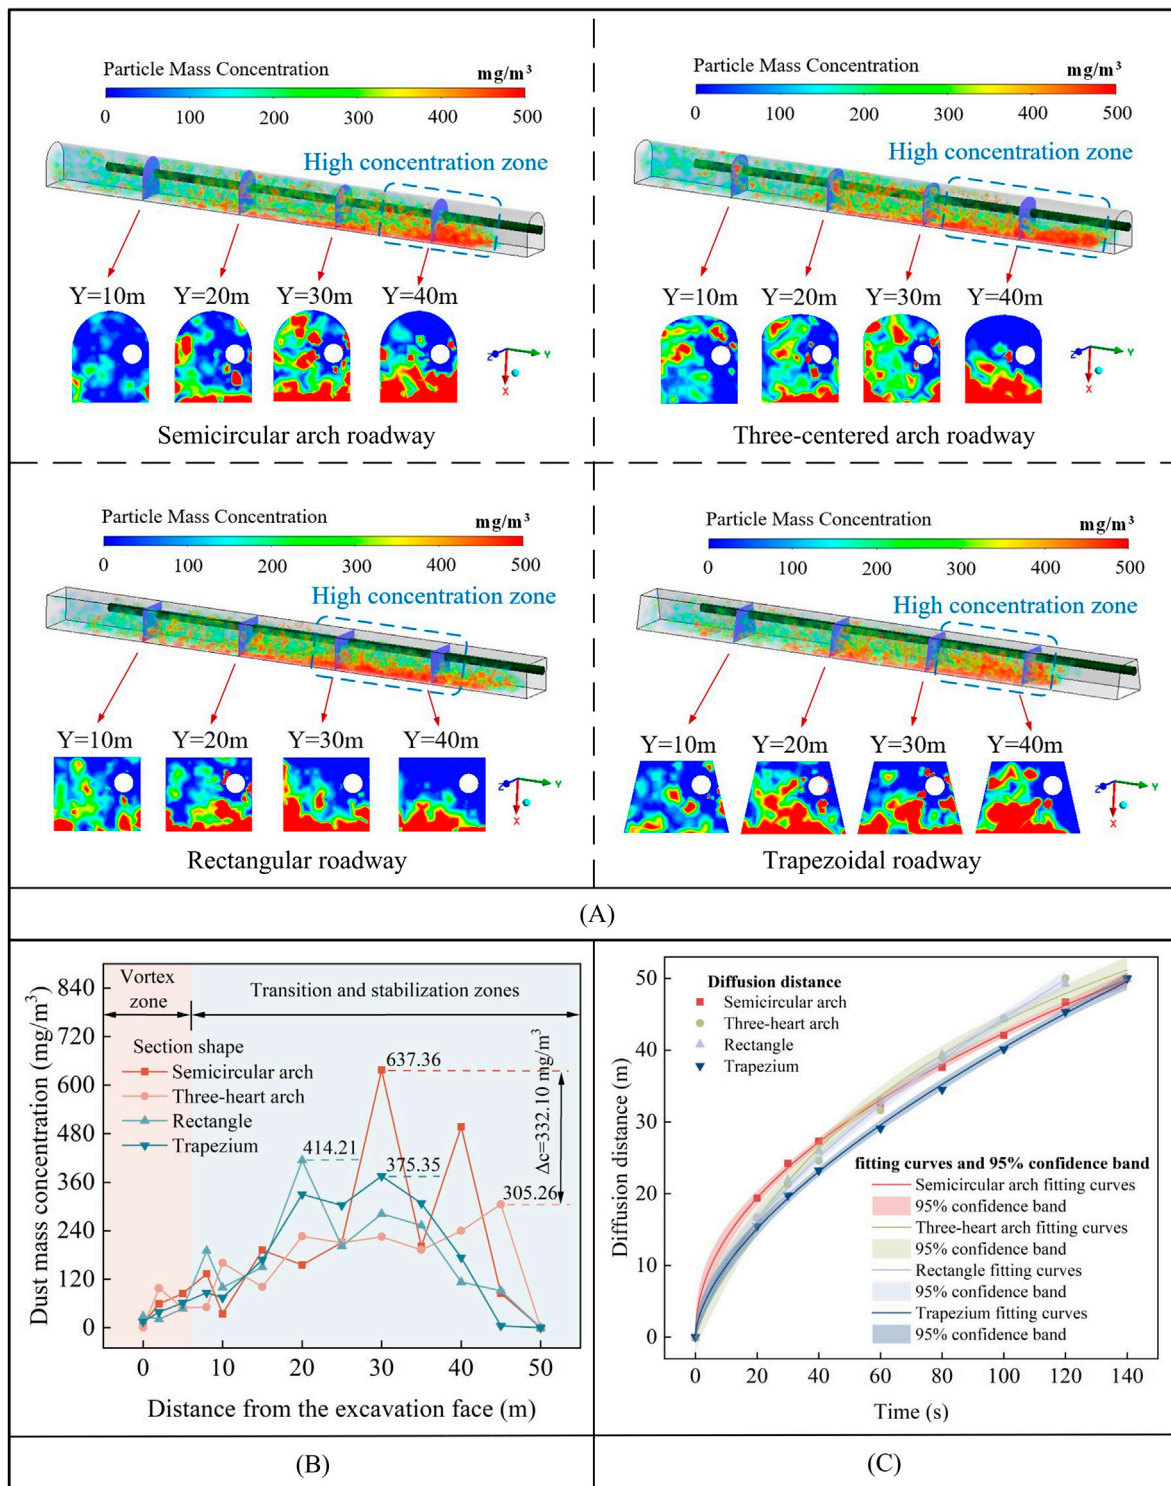 Particle Mass Concentration mg/m³
0 100 200 300 400 500
High concentration zone
Y=10m Y=20m Y=30m Y=40m
Z Y
X
Semicircular arch roadway
Particle Mass Concentration mg/m³
0 100 200 300 400 500
High concentration zone
Y=10m Y=20m Y=30m Y=40m
Z Y
X
Three-centered arch roadway
Particle Mass Concentration mg/m³
0 100 200 300 400 500
High concentration zone
Y=10m Y=20m Y=30m Y=40m
Z Y
X
Rectangular roadway
Particle Mass Concentration mg/m³
0 100 200 300 400 500
High concentration zone
Y=10m Y=20m Y=30m Y=40m
Z Y
X
Trapezoidal roadway
(A)
Dust mass concentration (mg/m³)
840
720
600
480
360
240
120
0
Vortex
zone
Transition and stabilization zones
Section shape
Semicircular arch
Three-heart arch
Rectangle
Trapezium
637.36
414.21
375.35
305.26
Δc=332.10 mg/m³
0 10 20 30 40 50
Distance from the excavation face (m)
(B)
Diffusion distance (m)
50
40
30
20
10
0
Diffusion distance
Semicircular arch
Three-heart arch
Rectangle
Trapezium
fitting curves and 95% confidence band
Semicircular arch fitting curves
95% confidence band
Three-heart arch fitting curves
95% confidence band
Rectangle fitting curves
95% confidence band
Trapezium fitting curves
95% confidence band
0 20 40 60 80 100 120 140
Time (s)
(C)